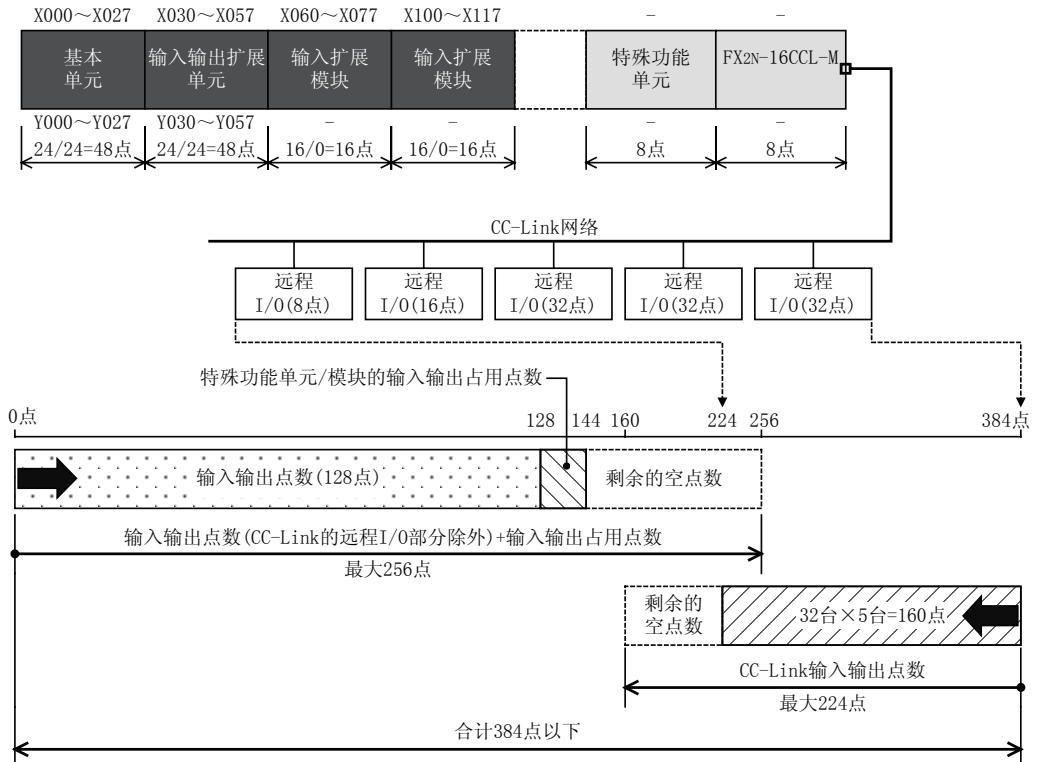 X000～X027 X030～X057 X060～X077 X100～X117 － －
基本
单元
输入输出扩展
单元
输入扩展
模块
输入扩展
模块
特殊功能
单元
FX2N-16CCL-M
Y000～Y027 Y030～Y057 － － － －
24/24=48点 24/24=48点 16/0=16点 16/0=16点 8点 8点
CC-Link网络
远程
I/O(8点)
远程
I/O(16点)
远程
I/O(32点)
远程
I/O(32点)
远程
I/O(32点)
特殊功能单元/模块的输入输出占用点数
0点 128 144 160 224 256 384点
输入输出点数(128点) 剩余的空点数
输入输出点数(CC-Link的远程I/O部分除外)+输入输出占用点数
最大256点
剩余的
空点数
32台×5台=160点
CC-Link输入输出点数
最大224点
合计384点以下